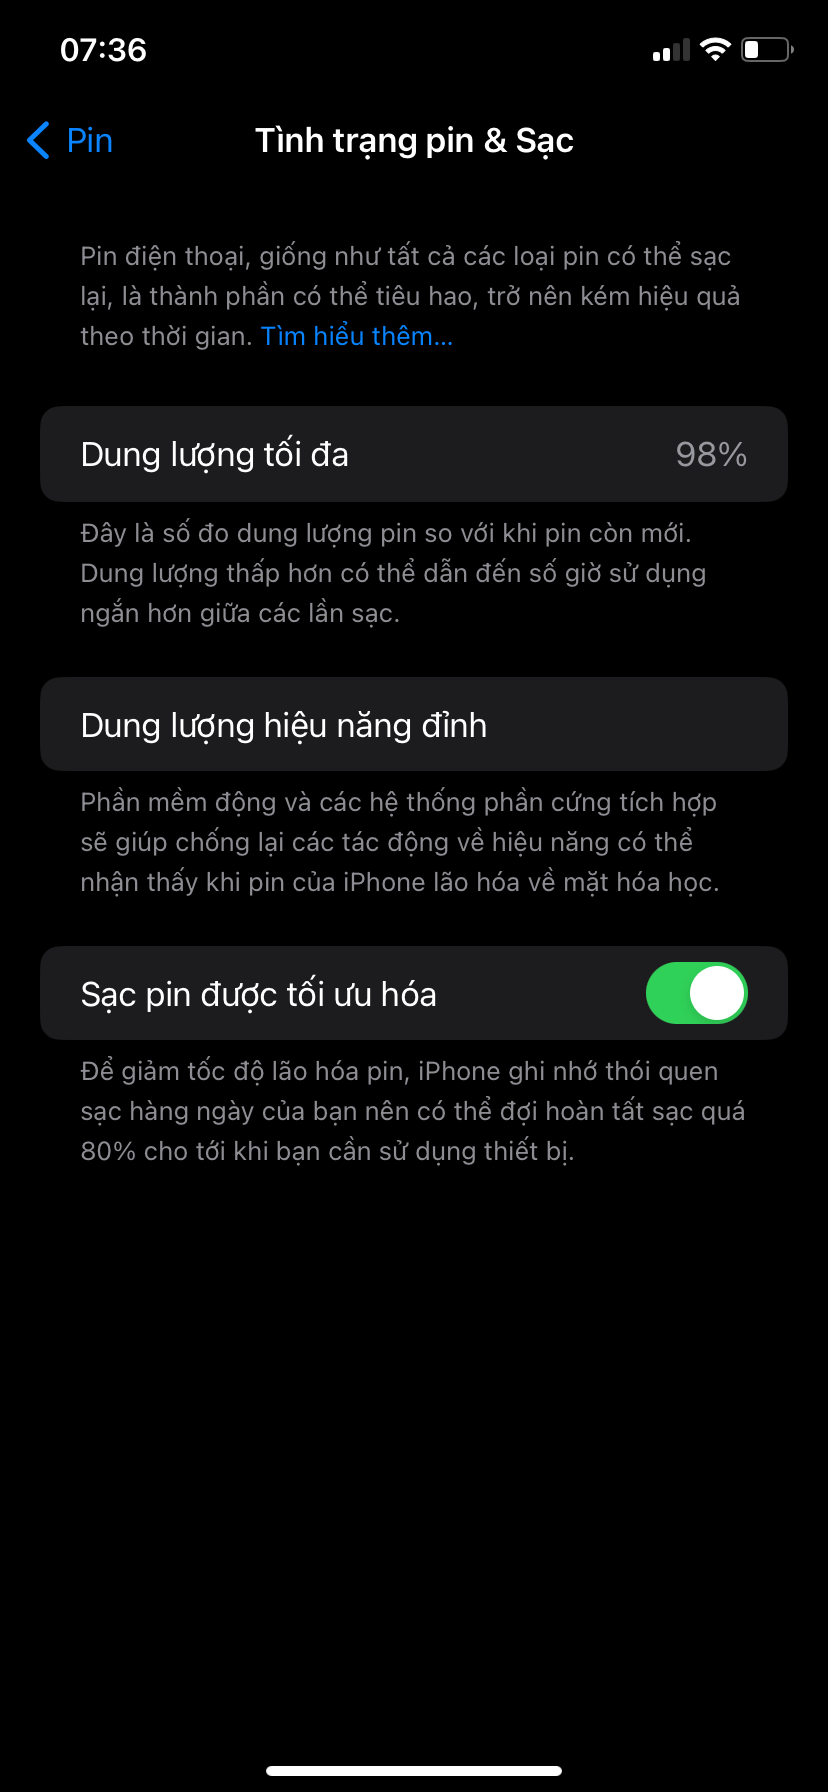 07:36
Pin
Tình trạng pin & Sạc
Pin điện thoại, giống như tất cả các loại pin có thể sạc
lại, là thành phần có thể tiêu hao, trở nên kém hiệu quả
theo thời gian. Tìm hiểu thêm...
Dung lượng tối đa
98%
Đây là số đo dung lượng pin so với khi pin còn mới.
Dung lượng thấp hơn có thể dẫn đến số giờ sử dụng
ngắn hơn giữa các lần sạc.
Dung lượng hiệu năng đỉnh
Phần mềm động và các hệ thống phần cứng tích hợp
sẽ giúp chống lại các tác động về hiệu năng có thể
nhận thấy khi pin của iPhone lão hóa về mặt hóa học.
Sạc pin được tối ưu hóa
Để giảm tốc độ lão hóa pin, iPhone ghi nhớ thói quen
sạc hàng ngày của bạn nên có thể đợi hoàn tất sạc quá
80% cho tới khi bạn cần sử dụng thiết bị.